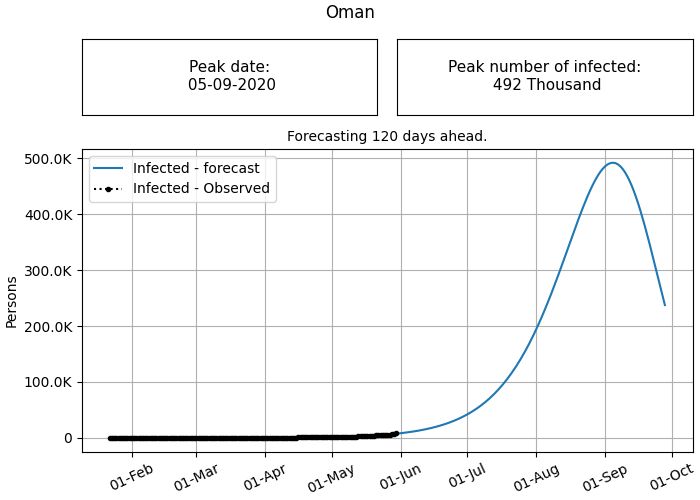 Oman
Peak date:
05-09-2020
Peak number of infected:
492 Thousand
Forecasting 120 days ahead.
Infected - forecast
Infected - Observed
500.0K
400.0K
300.0K
200.0K
100.0K
0
Persons
01-Feb
01-Mar
01-Apr
01-May
01-Jun
01-Jul
01-Aug
01-Sep
01-Oct